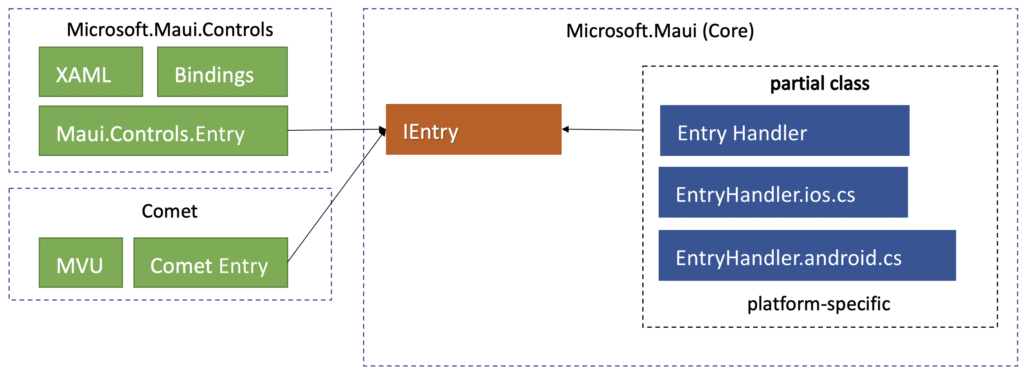 Microsoft.Maui.Controls
XAML
Bindings
Maui.Controls.Entry
Comet
MVU
Comet Entry
Microsoft.Maui (Core)
IEntry
partial class
Entry Handler
EntryHandler.ios.cs
EntryHandler.android.cs
platform-specific